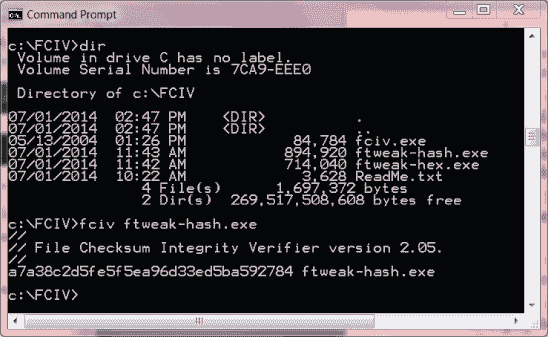 Command Prompt
c:\FCIV>dir
Volume in drive C has no label.
Volume Serial Number is 7CA9-EEE0
Directory of c:\FCIV
07/01/2014 02:47 PM <DIR> .
07/01/2014 02:47 PM <DIR> ..
05/13/2004 01:26 PM 84,784 fciv.exe
07/01/2014 11:43 AM 894,920 ftweak-hash.exe
07/01/2014 11:42 AM 714,040 ftweak-hex.exe
07/01/2014 10:22 AM 3,628 ReadMe.txt
4 File(s) 1,697,372 bytes
2 Dir(s) 269,517,508,608 bytes free
c:\FCIV>fciv ftweak-hash.exe
//
// File Checksum Integrity Verifier version 2.05.
//
a7a38c2d5fe5f5ea96d33ed5ba592784 ftweak-hash.exe
c:\FCIV>